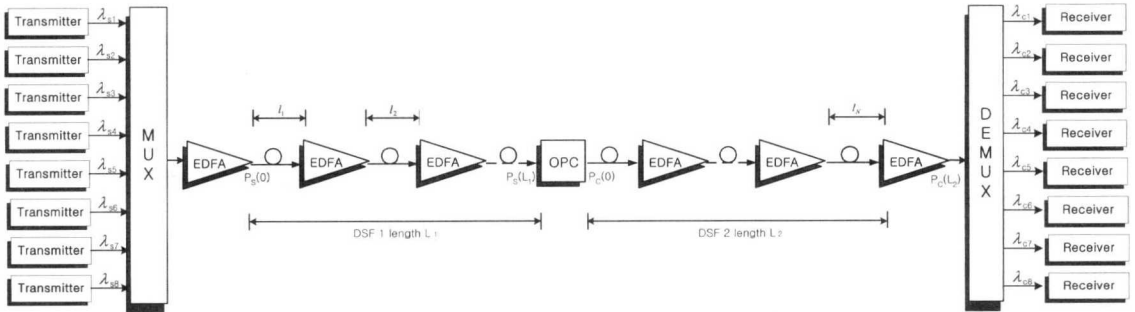 Transmitter λs1
Transmitter λs2
Transmitter λs3
Transmitter λs4
Transmitter λs5
Transmitter λs6
Transmitter λs7
Transmitter λs8
MUX
EDFA
PS(0)
l1
EDFA
l2
EDFA
PS(L1)
OPC
PC(0)
EDFA
EDFA
lN
EDFA
PC(L2)
DSF 1 length L1
DSF 2 length L2
DEMUX
λc1 Receiver
λc2 Receiver
λc3 Receiver
λc4 Receiver
λc5 Receiver
λc6 Receiver
λc7 Receiver
λc8 Receiver